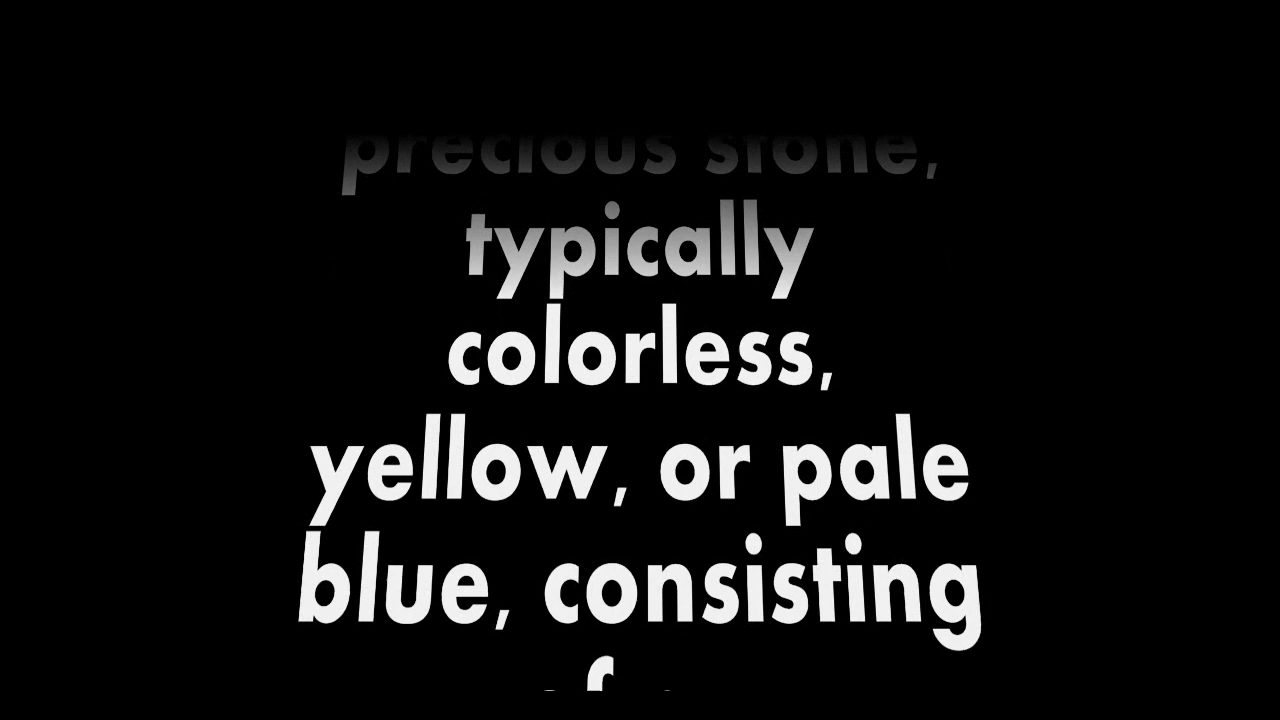 precious stone,
typically
colorless,
yellow, or pale
blue, consisting